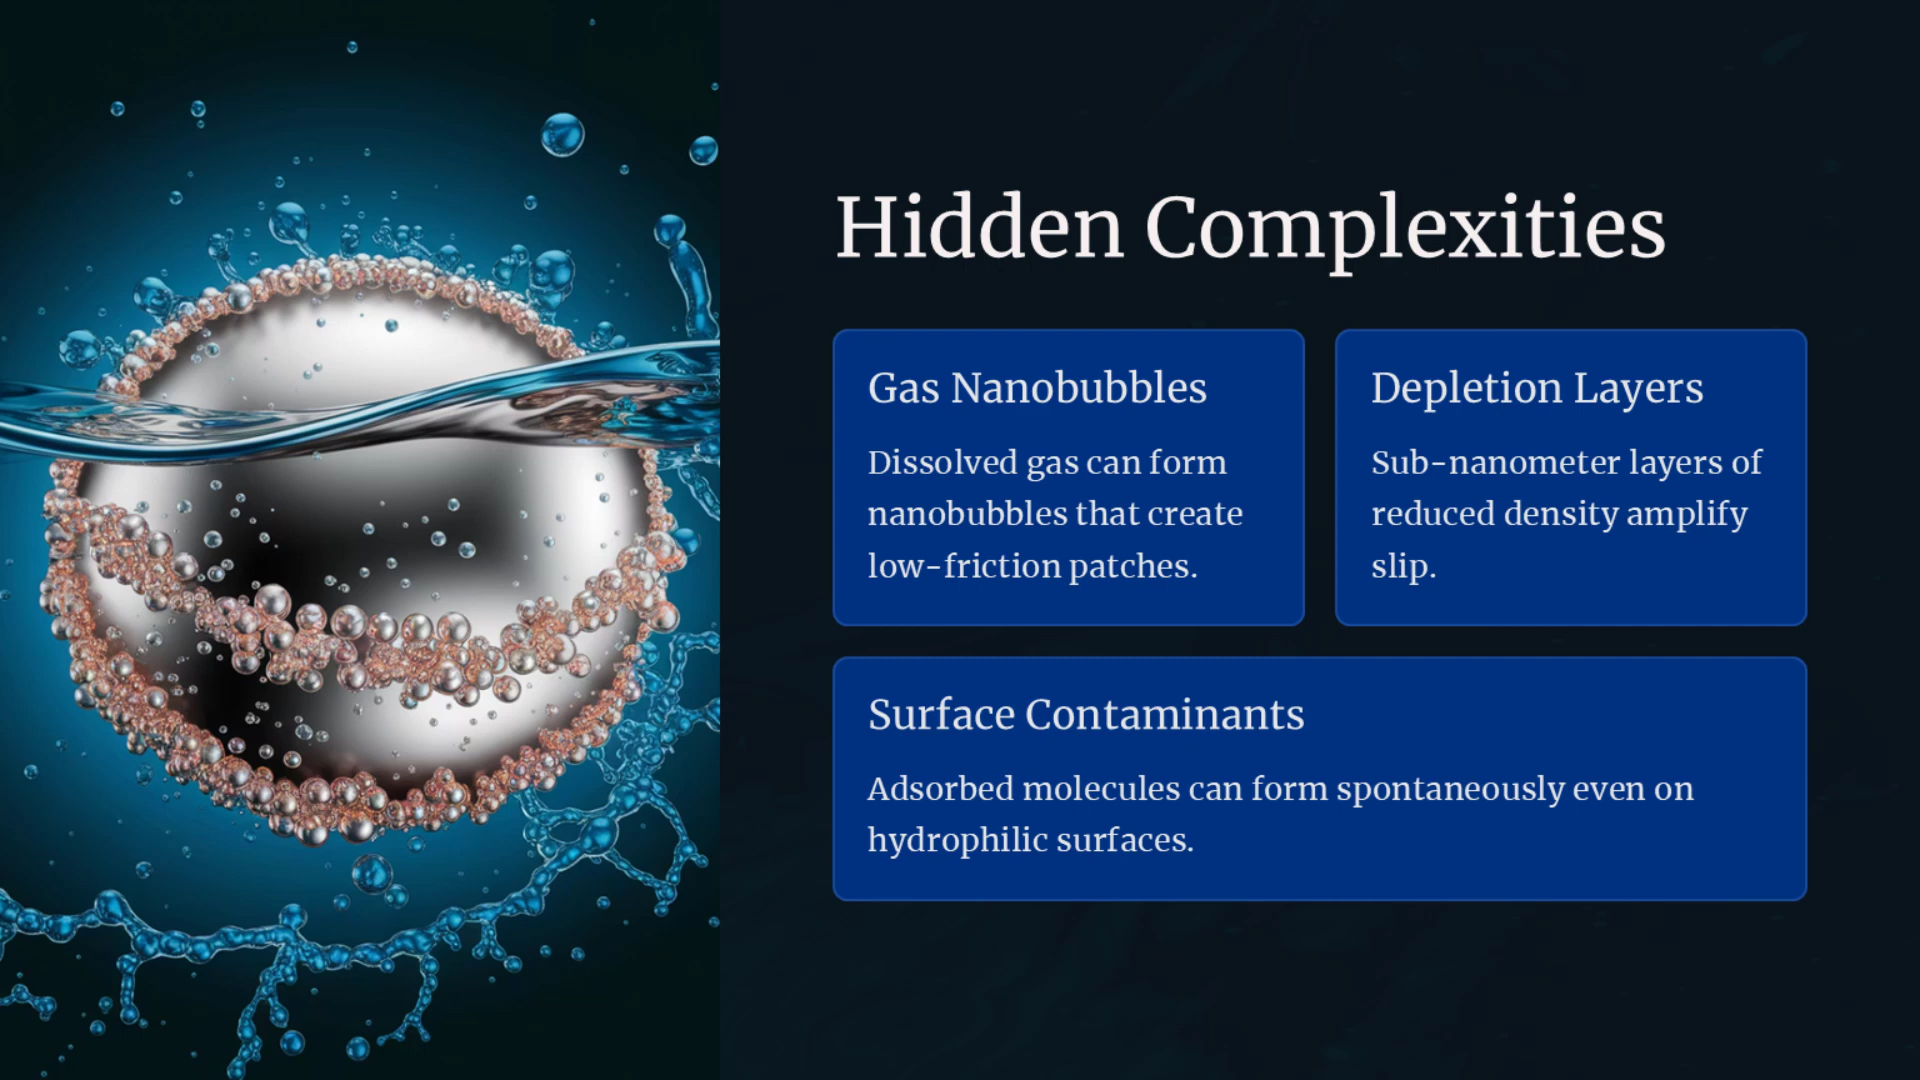 Hidden Complexities
Gas Nanobubbles
Dissolved gas can form
nanobubbles that create
low-friction patches.
Depletion Layers
Sub-nanometer layers of
reduced density amplify
slip.
Surface Contaminants
Adsorbed molecules can form spontaneously even on
hydrophilic surfaces.